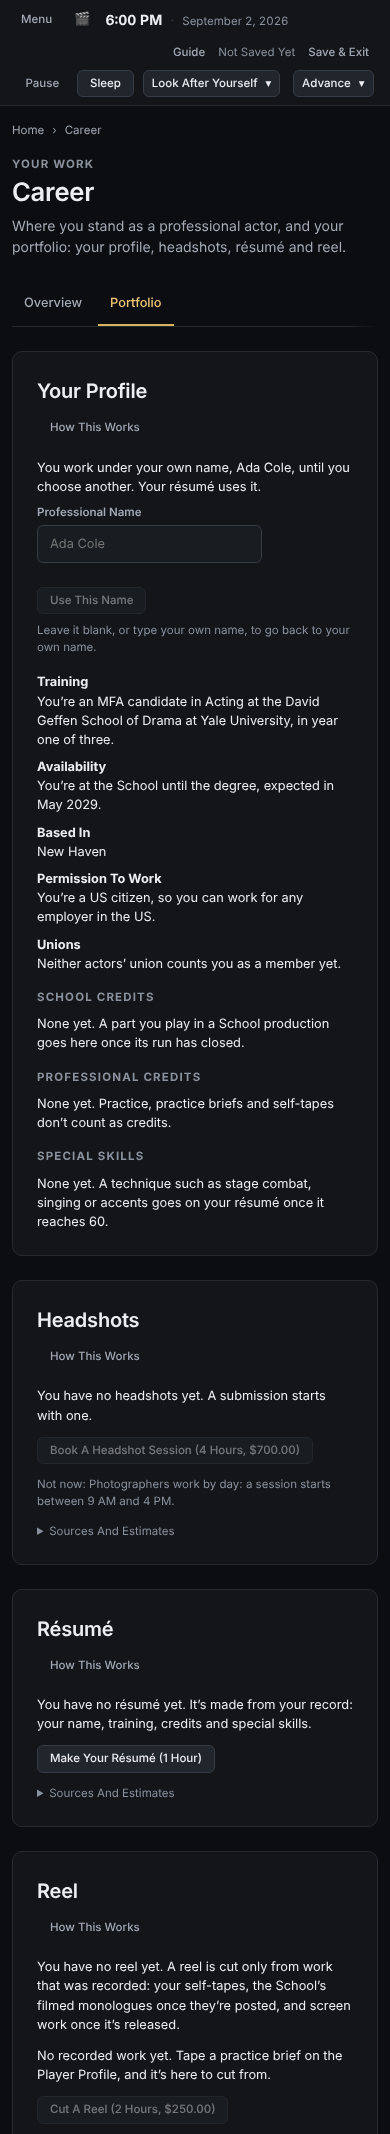 Menu 🎬 6:00 PM · September 2, 2026
Guide Not Saved Yet Save & Exit
Pause Sleep Look After Yourself ▾ Advance ▾
Home › Career
YOUR WORK
Career
Where you stand as a professional actor, and your
portfolio: your profile, headshots, résumé and reel.
Overview Portfolio
Your Profile
How This Works
You work under your own name, Ada Cole, until you
choose another. Your résumé uses it.
Professional Name
Ada Cole
Use This Name
Leave it blank, or type your own name, to go back to your
own name.
Training
You’re an MFA candidate in Acting at the David
Geffen School of Drama at Yale University, in year
one of three.
Availability
You’re at the School until the degree, expected in
May 2029.
Based In
New Haven
Permission To Work
You’re a US citizen, so you can work for any
employer in the US.
Unions
Neither actors’ union counts you as a member yet.
SCHOOL CREDITS
None yet. A part you play in a School production
goes here once its run has closed.
PROFESSIONAL CREDITS
None yet. Practice, practice briefs and self-tapes
don’t count as credits.
SPECIAL SKILLS
None yet. A technique such as stage combat,
singing or accents goes on your résumé once it
reaches 60.
Headshots
How This Works
You have no headshots yet. A submission starts
with one.
Book A Headshot Session (4 Hours, $700.00)
Not now: Photographers work by day: a session starts
between 9 AM and 4 PM.
▶ Sources And Estimates
Résumé
How This Works
You have no résumé yet. It’s made from your record:
your name, training, credits and special skills.
Make Your Résumé (1 Hour)
▶ Sources And Estimates
Reel
How This Works
You have no reel yet. A reel is cut only from work
that was recorded: your self-tapes, the School’s
filmed monologues once they’re posted, and screen
work once it’s released.
No recorded work yet. Tape a practice brief on the
Player Profile, and it’s here to cut from.
Cut A Reel (2 Hours, $250.00)